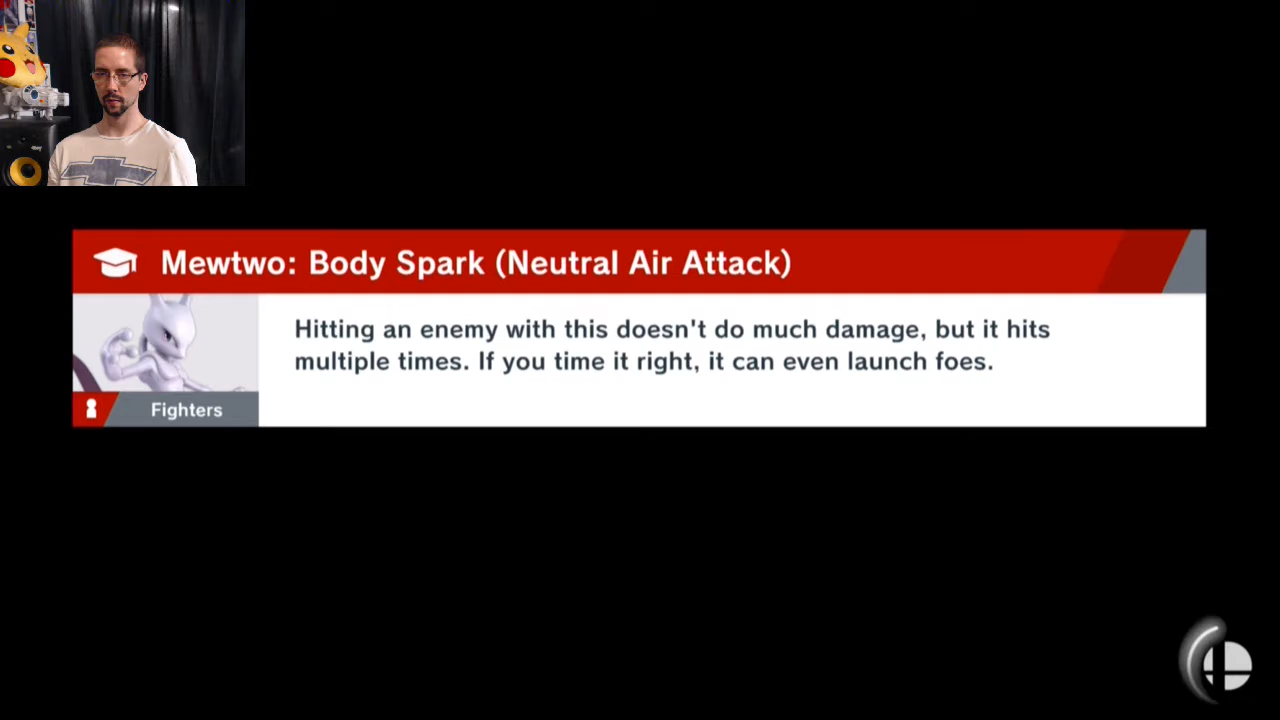 Mewtwo: Body Spark (Neutral Air Attack)
Hitting an enemy with this doesn't do much damage, but it hits
multiple times. If you time it right, it can even launch foes.
Fighters